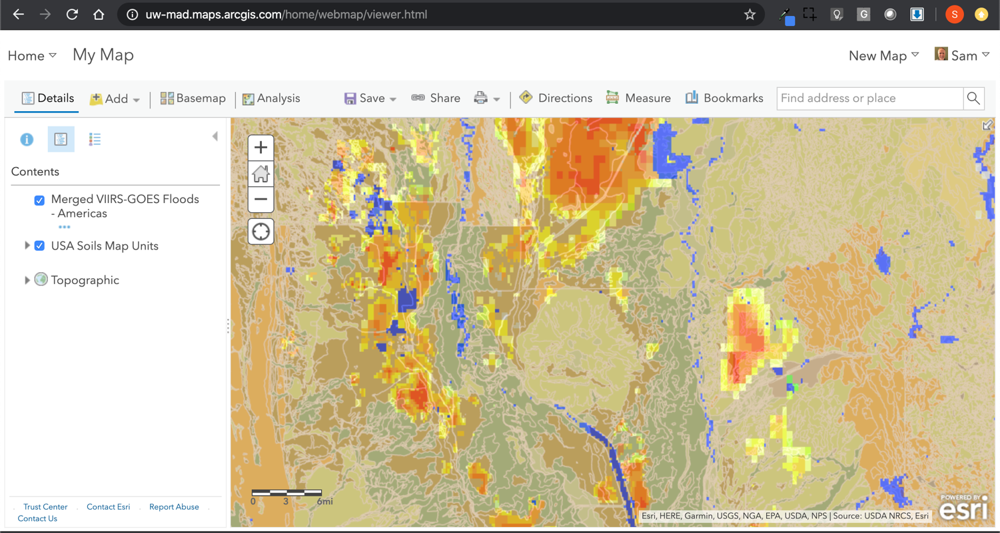 uw-mad.maps.arcgis.com/home/webmap/viewer.html
G
S
Home My Map New Map Sam
Details Add Basemap Analysis Save Share Directions Measure Bookmarks Find address or place
Contents
Merged VIIRS-GOES Floods
- Americas
USA Soils Map Units
Topographic
+
−
0 3 6mi
Trust Center . Contact Esri . Report Abuse .
Contact Us
Esri, HERE, Garmin, USGS, NGA, EPA, USDA, NPS | Source: USDA NRCS, Esri
POWERED BY
esri